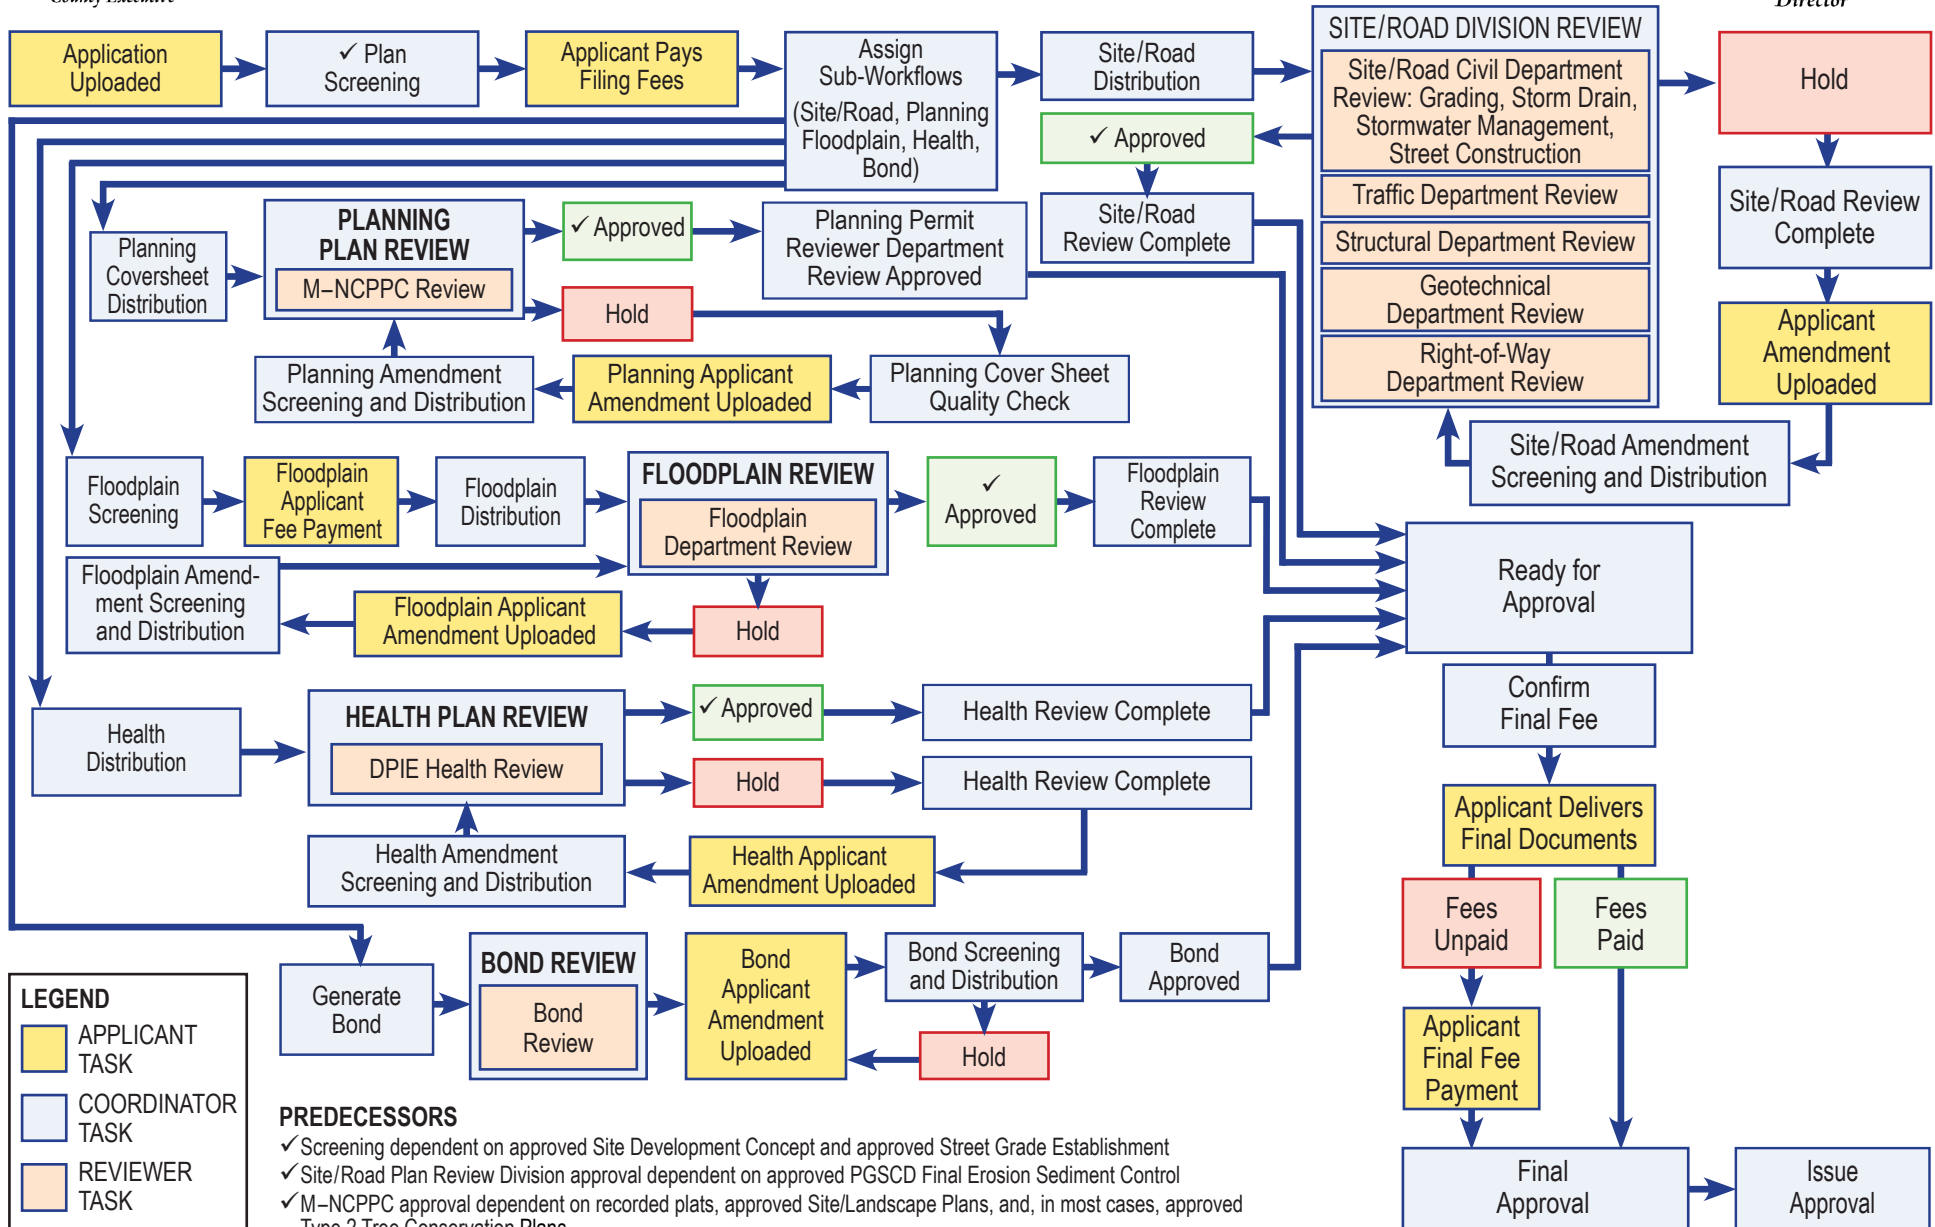 County Executive
Director
Application
Uploaded
✓ Plan
Screening
Applicant Pays
Filing Fees
Assign
Sub-Workflows
(Site/Road, Planning
Floodplain, Health,
Bond)
Site/Road
Distribution
SITE/ROAD DIVISION REVIEW
Site/Road Civil Department
Review: Grading, Storm Drain,
Stormwater Management,
Street Construction
Traffic Department Review
Structural Department Review
Geotechnical
Department Review
Right-of-Way
Department Review
Hold
Site/Road Review
Complete
Applicant
Amendment
Uploaded
Site/Road Amendment
Screening and Distribution
✓ Approved
Site/Road
Review Complete
Planning
Coversheet
Distribution
PLANNING
PLAN REVIEW
M–NCPPC Review
✓ Approved
Planning Permit
Reviewer Department
Review Approved
Hold
Planning Cover Sheet
Quality Check
Planning Applicant
Amendment Uploaded
Planning Amendment
Screening and Distribution
Floodplain
Screening
Floodplain
Applicant
Fee Payment
Floodplain
Distribution
FLOODPLAIN REVIEW
Floodplain
Department Review
✓
Approved
Floodplain
Review
Complete
Floodplain Amend-
ment Screening
and Distribution
Floodplain Applicant
Amendment Uploaded
Hold
Health
Distribution
HEALTH PLAN REVIEW
DPIE Health Review
✓ Approved
Health Review Complete
Hold
Health Review Complete
Health Amendment
Screening and Distribution
Health Applicant
Amendment Uploaded
Generate
Bond
BOND REVIEW
Bond
Review
Bond
Applicant
Amendment
Uploaded
Bond Screening
and Distribution
Bond
Approved
Hold
Ready for
Approval
Confirm
Final Fee
Applicant Delivers
Final Documents
Fees
Unpaid
Fees
Paid
Applicant
Final Fee
Payment
Final
Approval
Issue
Approval
LEGEND
APPLICANT
TASK
COORDINATOR
TASK
REVIEWER
TASK
PREDECESSORS
✓ Screening dependent on approved Site Development Concept and approved Street Grade Establishment
✓ Site/Road Plan Review Division approval dependent on approved PGSCD Final Erosion Sediment Control
✓ M–NCPPC approval dependent on recorded plats, approved Site/Landscape Plans, and, in most cases, approved
Type 2 Tree Conservation Plans